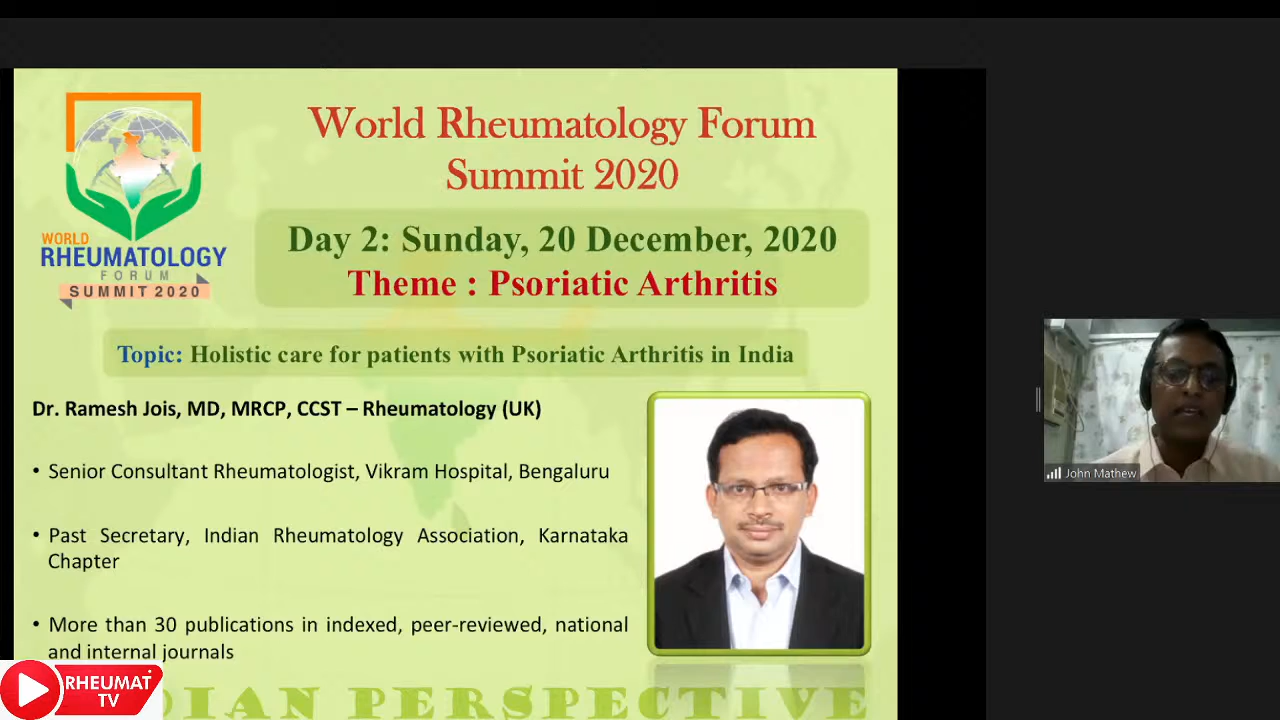 World Rheumatology Forum
Summit 2020
WORLD
RHEUMATOLOGY
FORUM
SUMMIT 2020
Day 2: Sunday, 20 December, 2020
Theme : Psoriatic Arthritis
Topic: Holistic care for patients with Psoriatic Arthritis in India
Dr. Ramesh Jois, MD, MRCP, CCST – Rheumatology (UK)
• Senior Consultant Rheumatologist, Vikram Hospital, Bengaluru
• Past Secretary, Indian Rheumatology Association, Karnataka
Chapter
• More than 30 publications in indexed, peer-reviewed, national
and internal journals
John Mathew
RHEUMAT
TV
DIAN PERSPECTIVE